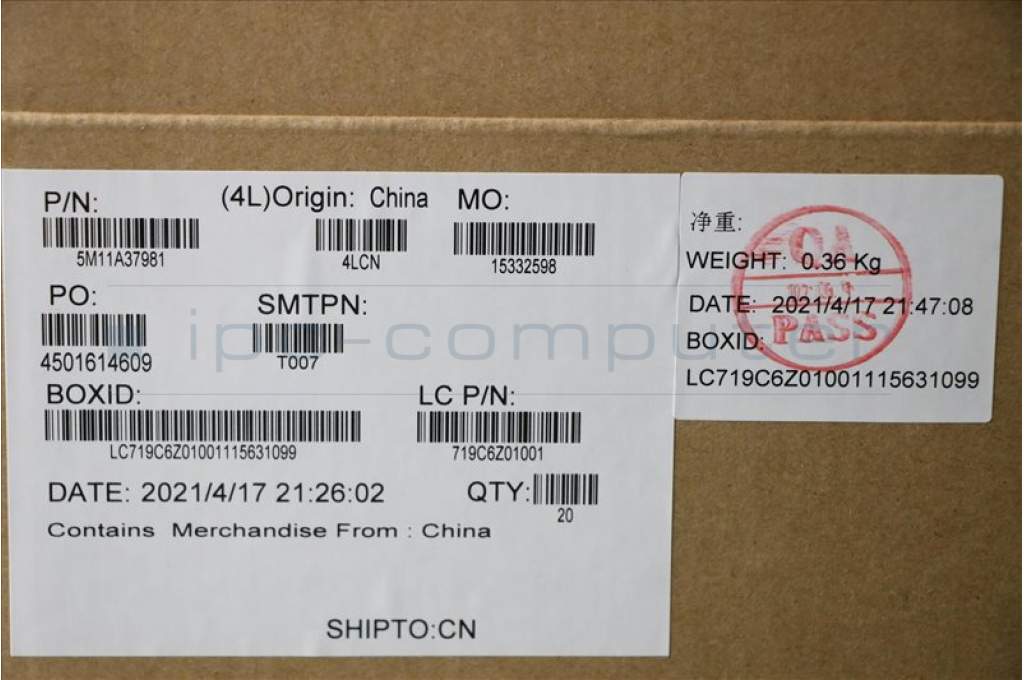 P/N:
5M11A37981
(4L)Origin: China
4LCN
MO:
15332598
PO:
4501614609
SMTPN:
T007
BOXID:
LC719C6Z01001115631099
LC P/N:
719C6Z01001
DATE: 2021/4/17 21:26:02
QTY:
20
Contains Merchandise From : China
SHIPTO:CN
净重:
WEIGHT: 0.36 Kg
DATE: 2021/4/17 21:47:08
BOXID:
LC719C6Z01001115631099
PASS
computer